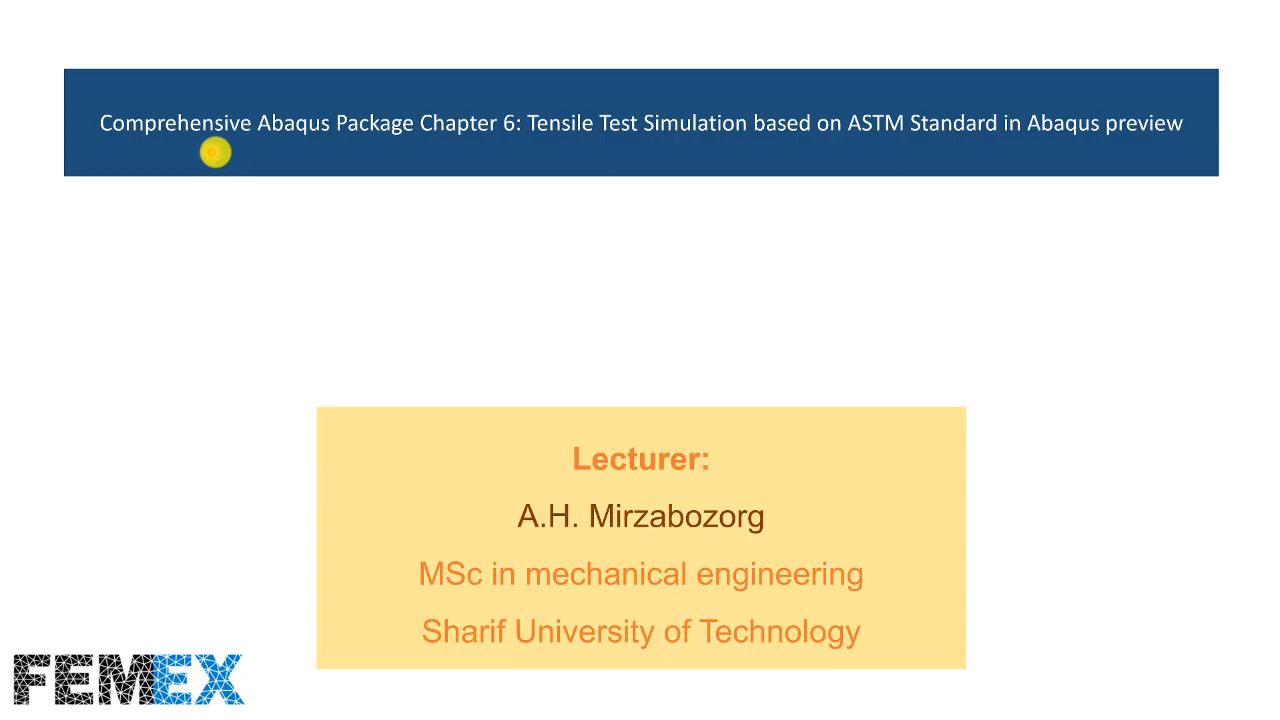 Comprehensive Abaqus Package Chapter 6: Tensile Test Simulation based on ASTM Standard in Abaqus preview
Lecturer:
A.H. Mirzabozorg
MSc in mechanical engineering
Sharif University of Technology
FEMEX